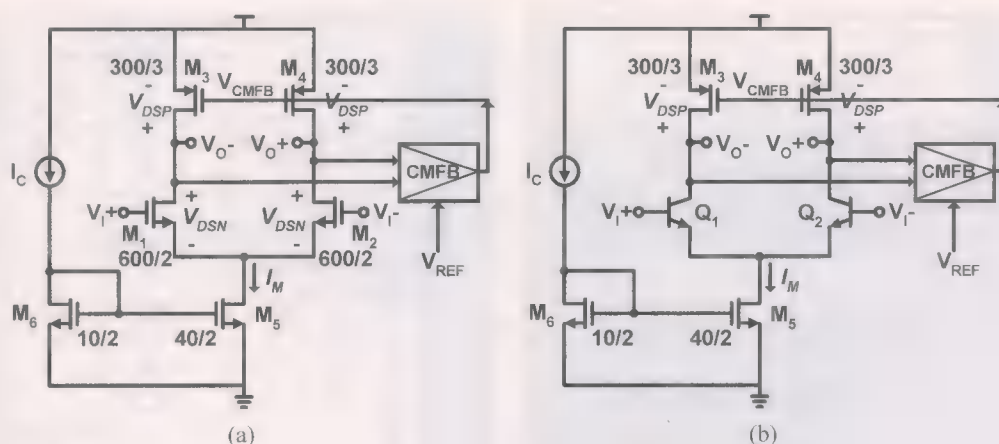 300/3
M3
M4
300/3
VCMFB
VDSP
-
+
-
VDSP
+
VO-
VO+
IC
CMFB
VI+
M1
+
VDSN
-
+
VDSN
-
VI-
M2
600/2
600/2
VREF
IM
M6
10/2
40/2
M5
(a)
300/3
M3
M4
300/3
VCMFB
VDSP
-
+
-
VDSP
+
VO-
VO+
IC
CMFB
VI+
Q1
Q2
VI-
VREF
IM
M6
10/2
40/2
M5
(b)